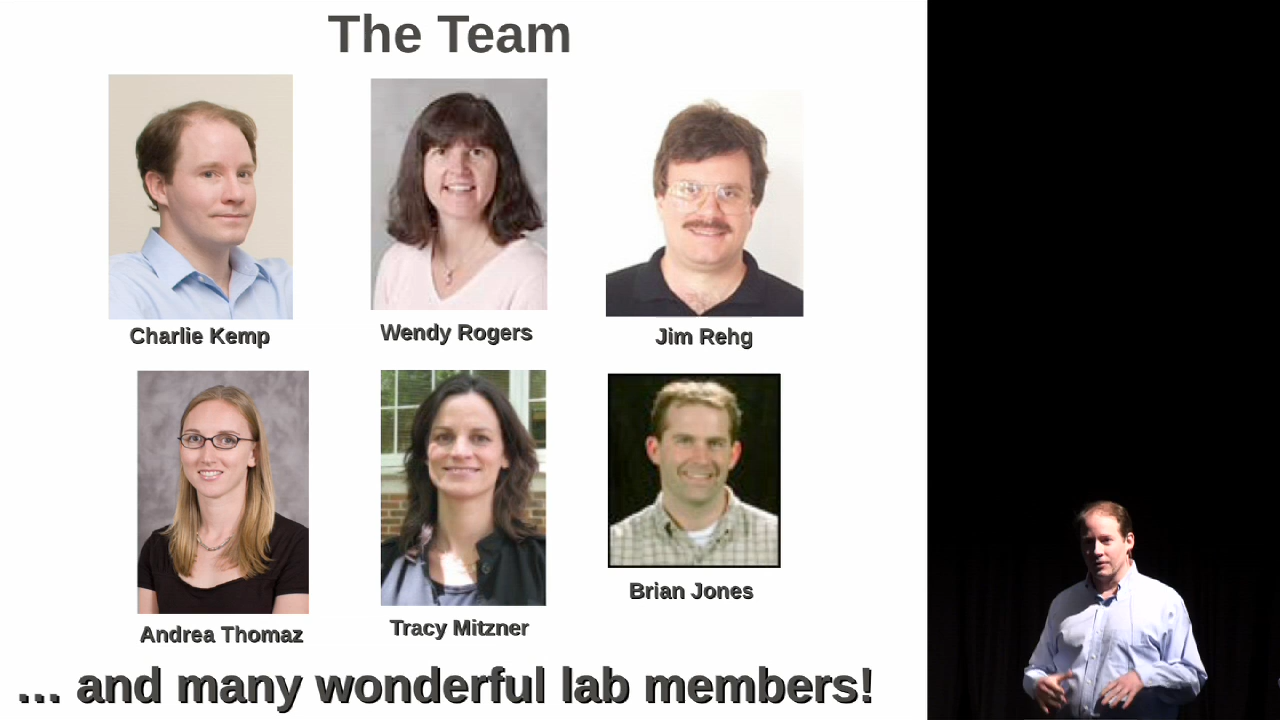 The Team
Charlie Kemp
Wendy Rogers
Jim Rehg
Andrea Thomaz
Tracy Mitzner
Brian Jones
… and many wonderful lab members!